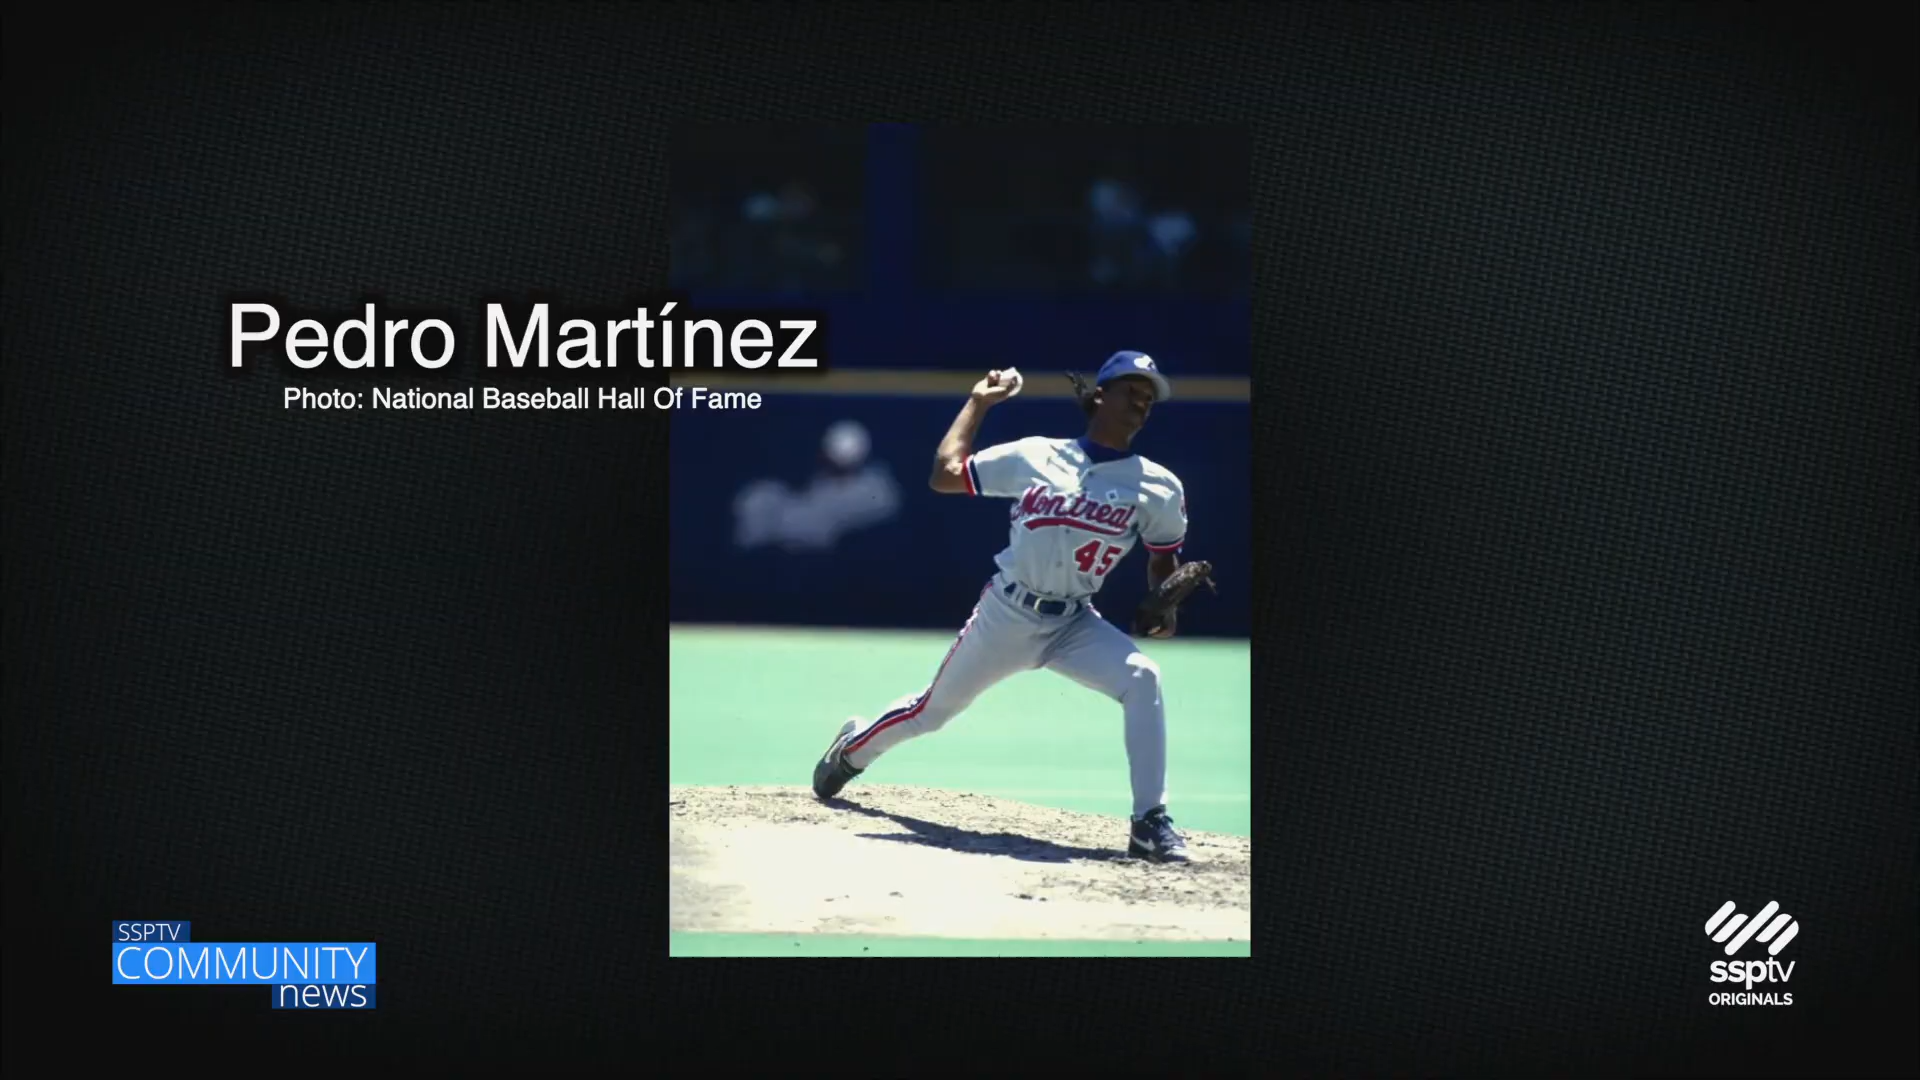 Pedro Martínez
Photo: National Baseball Hall Of Fame
Montreal
45
SSPTV
COMMUNITY
news
ssptv
ORIGINALS